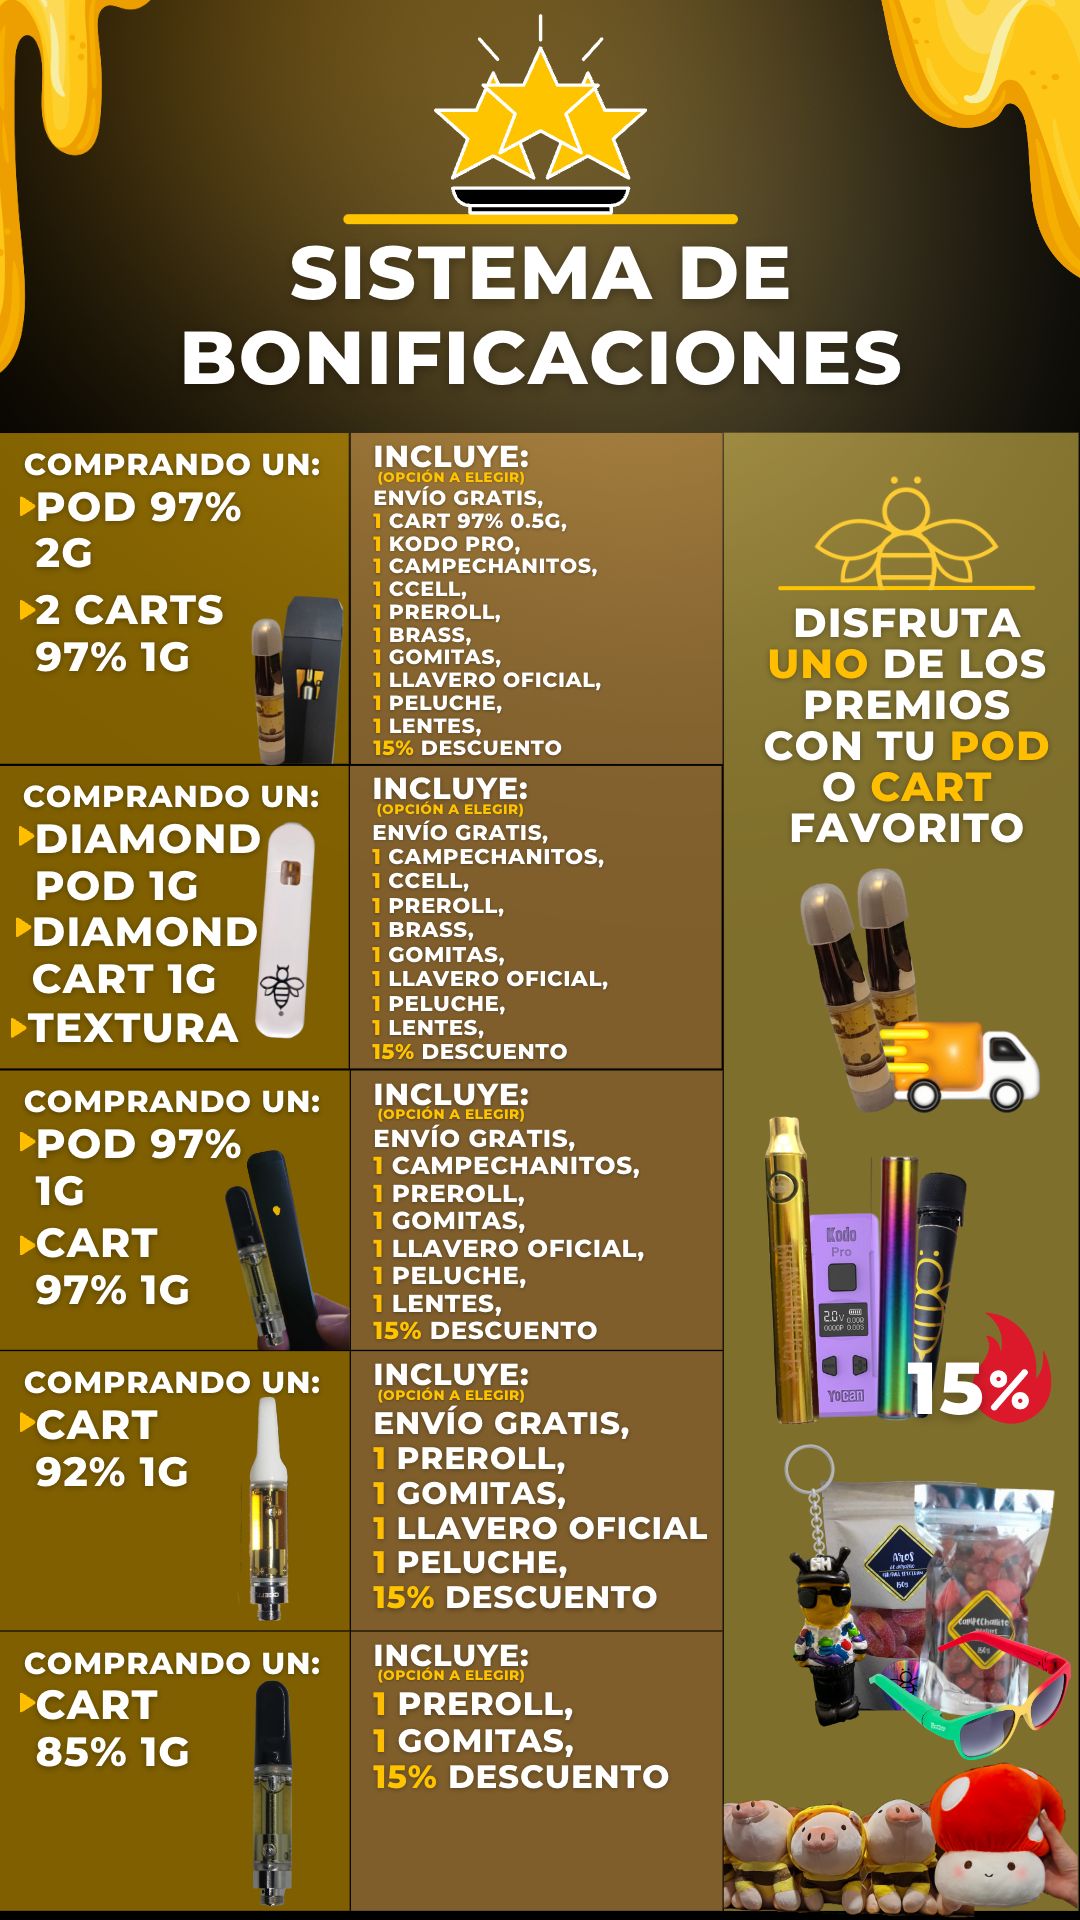 SISTEMA DE
BONIFICACIONES
COMPRANDO UN:
POD 97%
2G
2 CARTS
97% 1G
INCLUYE:
(OPCIÓN A ELEGIR)
ENVÍO GRATIS,
1 CART 97% 0.5G,
1 KODO PRO,
1 CAMPECHANITOS,
1 CCELL,
1 PREROLL,
1 BRASS,
1 GOMITAS,
1 LLAVERO OFICIAL,
1 PELUCHE,
1 LENTES,
15% DESCUENTO
COMPRANDO UN:
DIAMOND
POD 1G
DIAMOND
CART 1G
TEXTURA
INCLUYE:
(OPCIÓN A ELEGIR)
ENVÍO GRATIS,
1 CAMPECHANITOS,
1 CCELL,
1 PREROLL,
1 BRASS,
1 GOMITAS,
1 LLAVERO OFICIAL,
1 PELUCHE,
1 LENTES,
15% DESCUENTO
COMPRANDO UN:
POD 97%
1G
CART
97% 1G
INCLUYE:
(OPCIÓN A ELEGIR)
ENVÍO GRATIS,
1 CAMPECHANITOS,
1 PREROLL,
1 GOMITAS,
1 LLAVERO OFICIAL,
1 PELUCHE,
1 LENTES,
15% DESCUENTO
COMPRANDO UN:
CART
92% 1G
INCLUYE:
(OPCIÓN A ELEGIR)
ENVÍO GRATIS,
1 PREROLL,
1 GOMITAS,
1 LLAVERO OFICIAL
1 PELUCHE,
15% DESCUENTO
COMPRANDO UN:
CART
85% 1G
INCLUYE:
(OPCIÓN A ELEGIR)
1 PREROLL,
1 GOMITAS,
15% DESCUENTO
DISFRUTA
UNO DE LOS
PREMIOS
CON TU POD
O CART
FAVORITO
Kodo
Pro
2.0V
Yocan
15%
BH
Aros
150g
150g